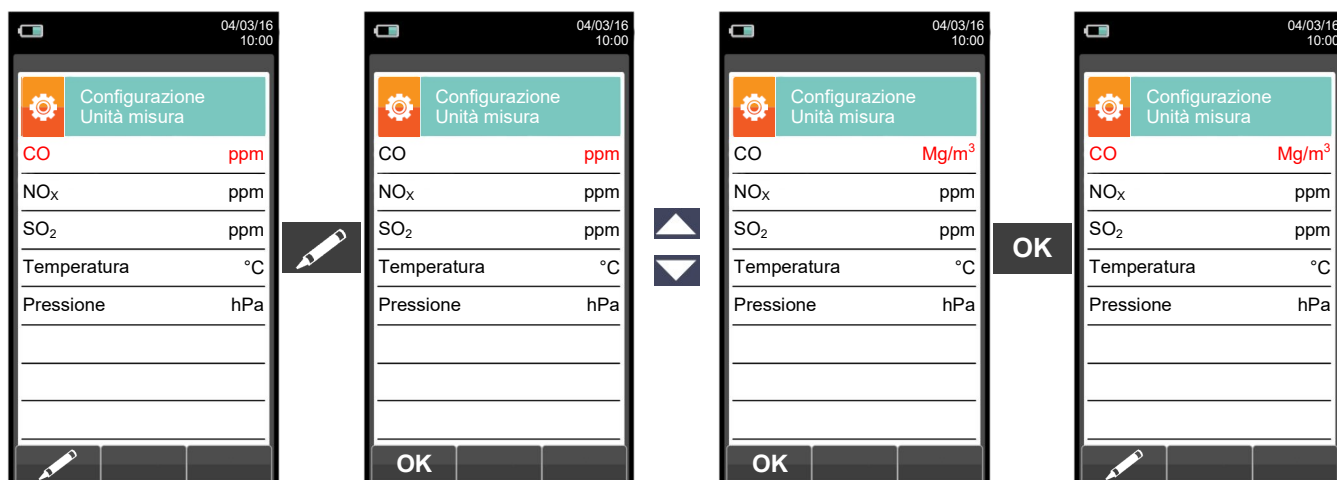 04/03/16
10:00
Configurazione
Unità misura
CO ppm
NOX ppm
SO2 ppm
Temperatura °C
Pressione hPa
04/03/16
10:00
Configurazione
Unità misura
CO ppm
NOX ppm
SO2 ppm
Temperatura °C
Pressione hPa
OK
04/03/16
10:00
Configurazione
Unità misura
CO Mg/m3
NOX ppm
SO2 ppm
Temperatura °C
Pressione hPa
OK
OK
04/03/16
10:00
Configurazione
Unità misura
CO Mg/m3
NOX ppm
SO2 ppm
Temperatura °C
Pressione hPa